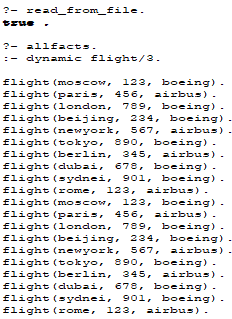 ?- read_from_file.
true .
?- allfacts.
:- dynamic flight/3.
flight(moscow, 123, boeing).
flight(paris, 456, airbus).
flight(london, 789, boeing).
flight(beijing, 234, boeing).
flight(newyork, 567, airbus).
flight(tokyo, 890, boeing).
flight(berlin, 345, airbus).
flight(dubai, 678, boeing).
flight(sydnei, 901, boeing).
flight(rome, 123, airbus).
flight(moscow, 123, boeing).
flight(paris, 456, airbus).
flight(london, 789, boeing).
flight(beijing, 234, boeing).
flight(newyork, 567, airbus).
flight(tokyo, 890, boeing).
flight(berlin, 345, airbus).
flight(dubai, 678, boeing).
flight(sydnei, 901, boeing).
flight(rome, 123, airbus).